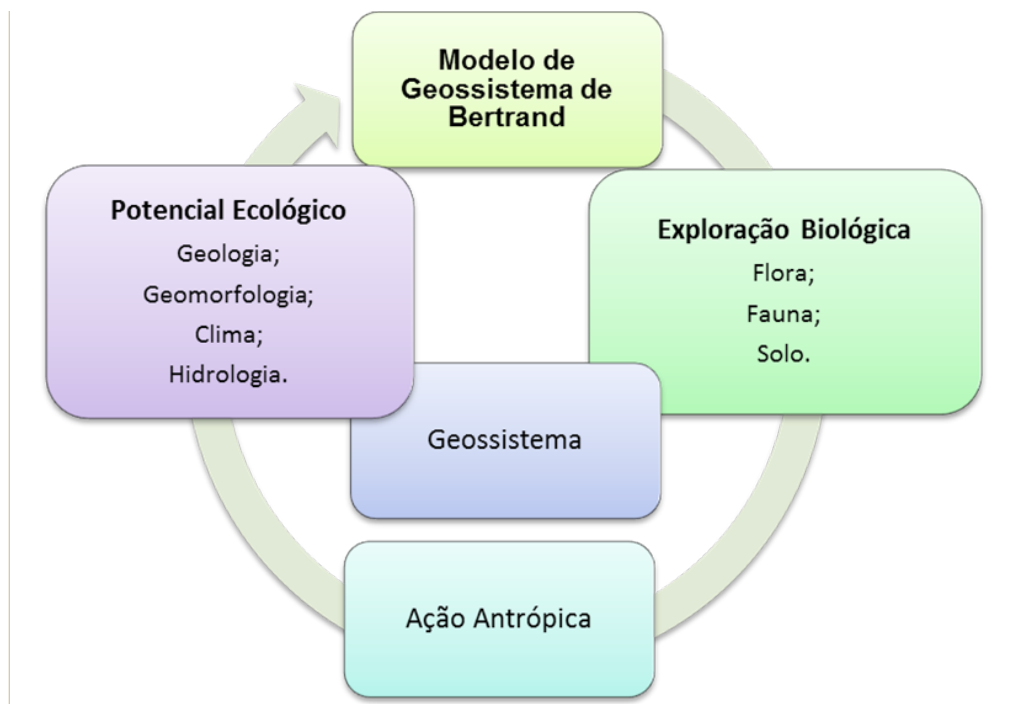 Modelo de
Geossistema de
Bertrand
Potencial Ecológico
Geologia;
Geomorfologia;
Clima;
Hidrologia.
Exploração Biológica
Flora;
Fauna;
Solo.
Geossistema
Ação Antrópica